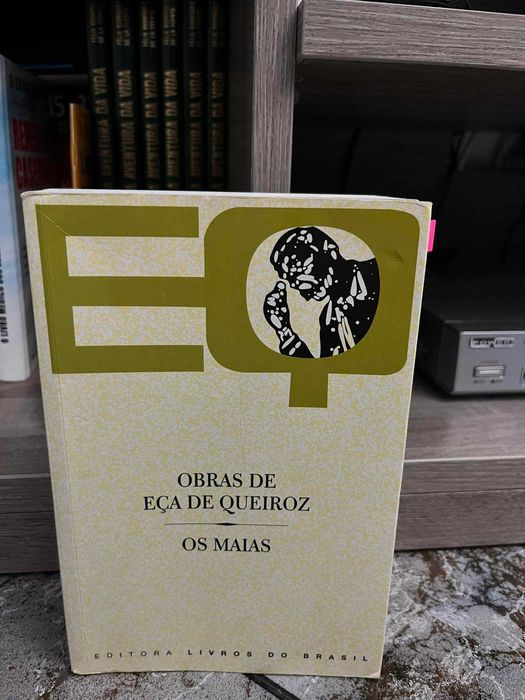 A AVENTURA DA VIDA
A AVENTURA DA VIDA
A AVENTURA DA VIDA
A AVENTURA DA VIDA
EQ
OBRAS DE
EÇA DE QUEIROZ
OS MAIAS
EDITORA LIVROS DO BRASIL